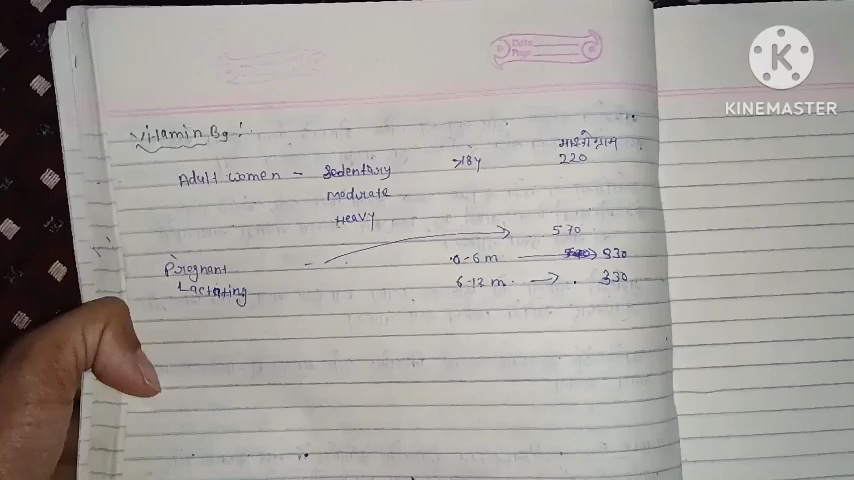 Date
Page
KINEMASTER
Vitamin B9 :
माइक्रोग्राम
Adult women - Sedentary >18y 220
Modurate
Heavy
Pregnant - 570
Lactating 0-6 m 330
6-12 m. 330